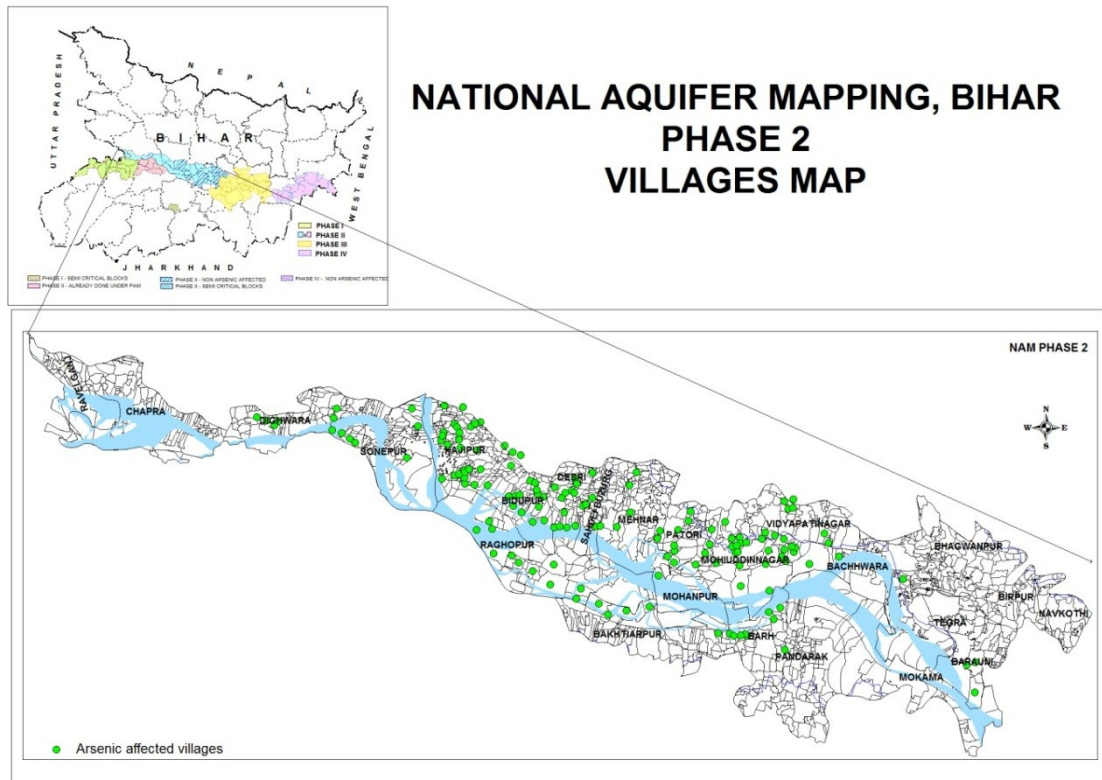 NATIONAL AQUIFER MAPPING, BIHAR
PHASE 2
VILLAGES MAP
NEPAL
UTTAR PRADESH
BIHAR
WEST BENGAL
JHARKHAND
PHASE I
PHASE II
PHASE III
PHASE IV
PHASE I - SEMI CRITICAL BLOCKS
PHASE II - NON ARSENIC AFFECTED
PHASE IV - NON ARSENIC AFFECTED
PHASE II - ALREADY DONE UNDER PAM
PHASE II - SEMI CRITICAL BLOCKS
NAM PHASE 2
N
W E
S
RAVELGANJ
CHAPRA
DIGHWARA
SONEPUR
HAJIPUR
BIDUPUR
DESRI
SAHDEI BUZURG
MEHNAR
RAGHOPUR
PATORI
VIDYAPATINAGAR
MOHIUDDINNAGAR
BACHHWARA
BHAGWANPUR
MOHANPUR
BIRPUR
NAVKOTHI
TEGRA
BAKHTIARPUR
BARH
PANDARAK
BARAUNI
MOKAMA
Arsenic affected villages